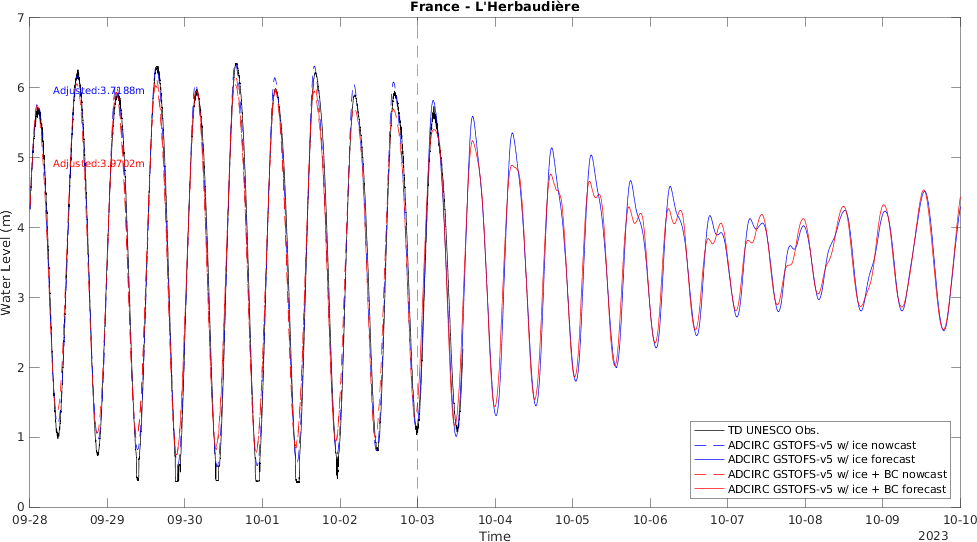 France - L'Herbaudière
Water Level (m)
7
6
5
4
3
2
1
0
Adjusted:3.7188m
Adjusted:3.9702m
TD UNESCO Obs.
ADCIRC GSTOFS-v5 w/ ice nowcast
ADCIRC GSTOFS-v5 w/ ice forecast
ADCIRC GSTOFS-v5 w/ ice + BC nowcast
ADCIRC GSTOFS-v5 w/ ice + BC forecast
09-28 09-29 09-30 10-01 10-02 10-03 10-04 10-05 10-06 10-07 10-08 10-09 10-10
Time
2023